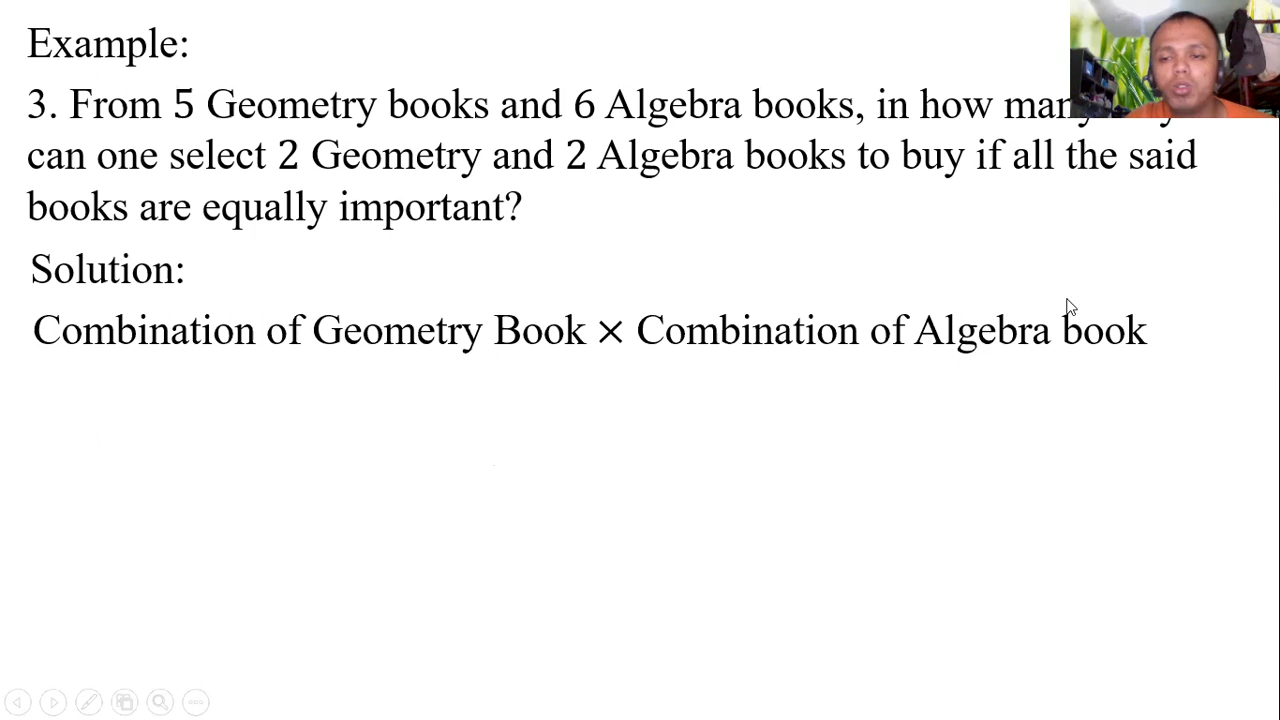 Example:
3. From 5 Geometry books and 6 Algebra books, in how many
can one select 2 Geometry and 2 Algebra books to buy if all the said
books are equally important?
Solution:
Combination of Geometry Book × Combination of Algebra book